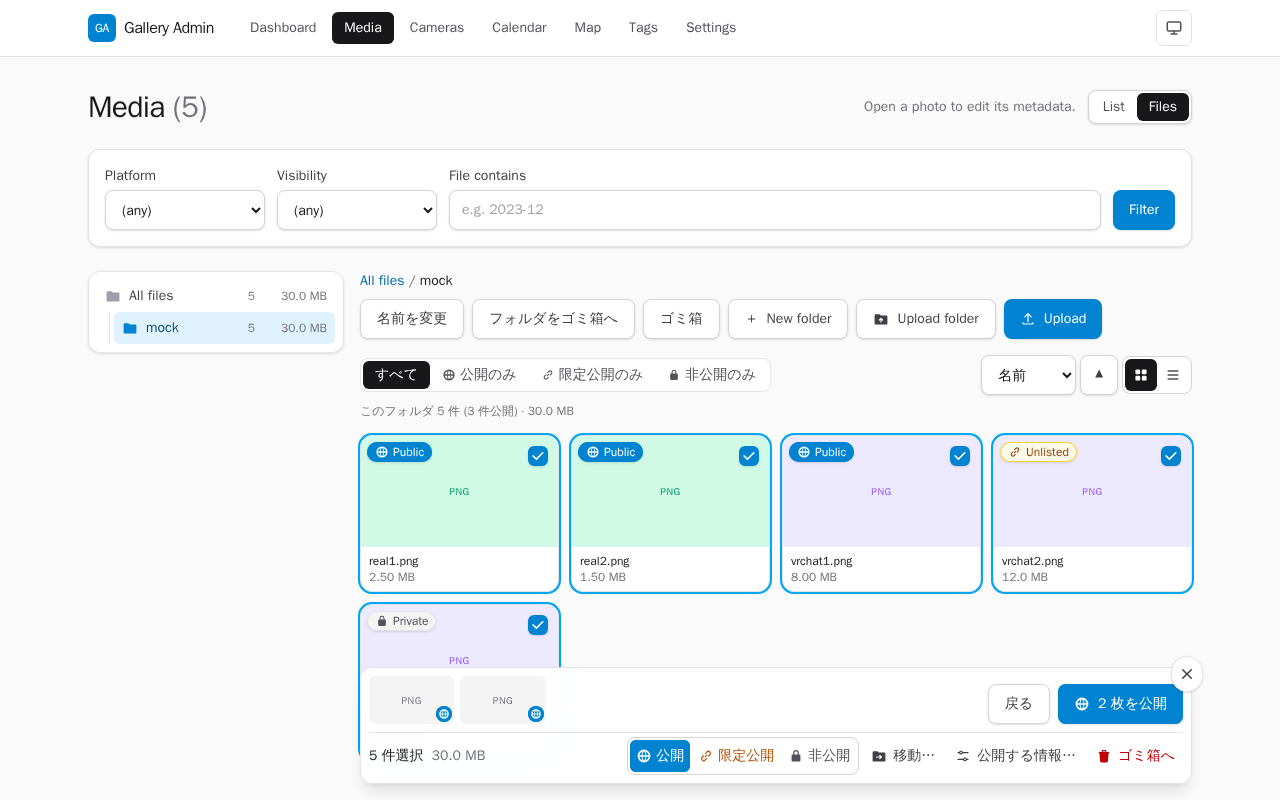 GA Gallery Admin Dashboard Media Cameras Calendar Map Tags Settings
Media (5)
Open a photo to edit its metadata. List Files
Platform Visibility File contains
(any) (any) e.g. 2023-12 Filter
All files 5 30.0 MB
mock 5 30.0 MB
All files / mock
名前を変更 フォルダをゴミ箱へ ゴミ箱 + New folder Upload folder Upload
すべて 公開のみ 限定公開のみ 非公開のみ 名前 ▲
このフォルダ 5 件 (3 件公開) · 30.0 MB
Public Public Public Unlisted
PNG PNG PNG PNG
real1.png real2.png vrchat1.png vrchat2.png
2.50 MB 1.50 MB 8.00 MB 12.0 MB
Private
PNG
PNG PNG 戻る 2 枚を公開
5 件選択 30.0 MB 公開 限定公開 非公開 移動… 公開する情報… ゴミ箱へ